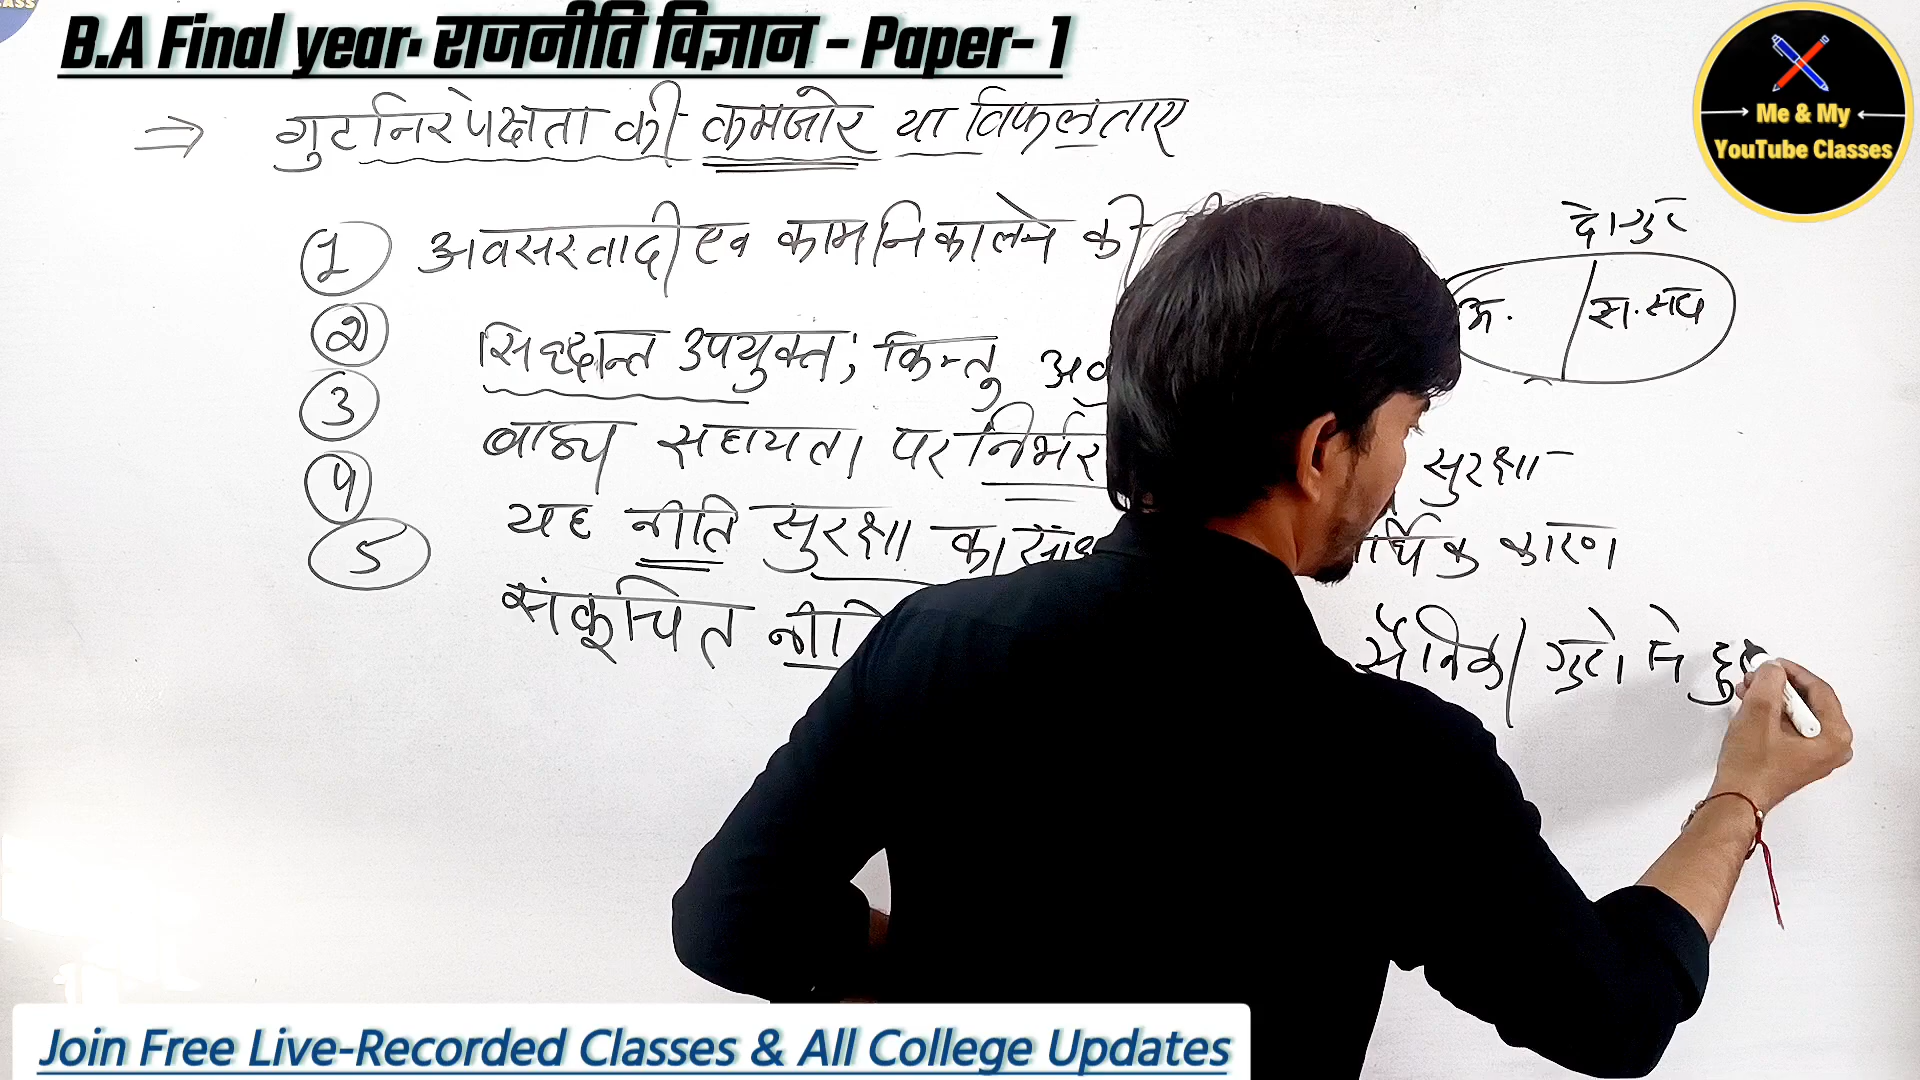 B.A Final year. राजनीति विज्ञान - Paper- 1
→ Me & My ←
YouTube Classes
⇒ गुटनिरपेक्षता की कमजोर या विफलताए
① अवसरवादी एव कामनिकालने की
② सिद्धान्त उपयुक्त; किन्तु
③ बाह्य सहायता पर निर्भर
④ यह नीति सुरक्षा का
⑤ संकुचित नीति
दो गुट
अ. स. संघ
सुरक्षा
र्थिक कारण
सैनिक गुटो मे
Join Free Live-Recorded Classes & All College Updates